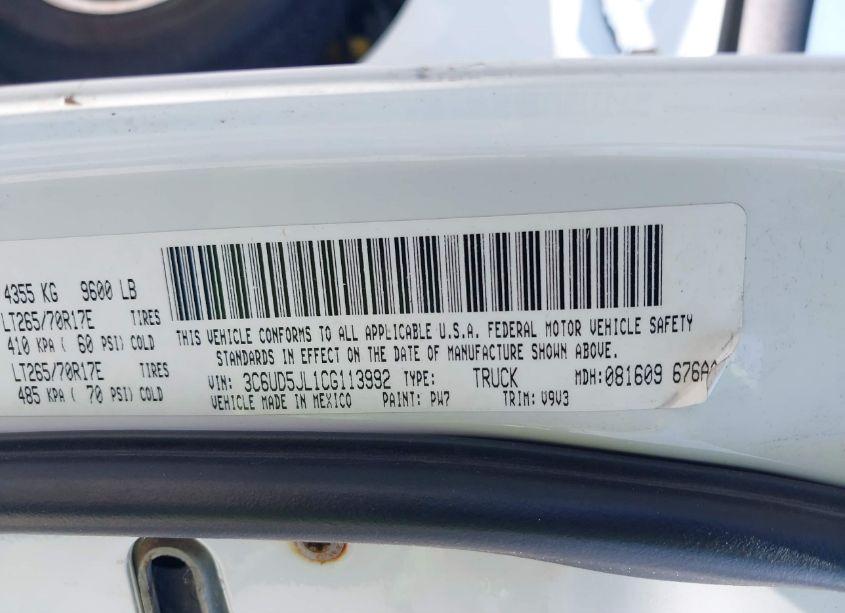 4355 KG 9600 LB
LT265/70R17E TIRES
410 KPA ( 60 PSI) COLD
LT265/70R17E TIRES
485 KPA ( 70 PSI) COLD
THIS VEHICLE CONFORMS TO ALL APPLICABLE U.S.A. FEDERAL MOTOR VEHICLE SAFETY
STANDARDS IN EFFECT ON THE DATE OF MANUFACTURE SHOWN ABOVE.
VIN: 3C6UD5JL1CG113992 TYPE: TRUCK MDH:081609
VEHICLE MADE IN MEXICO PAINT: PW7 TRIM: V9V3